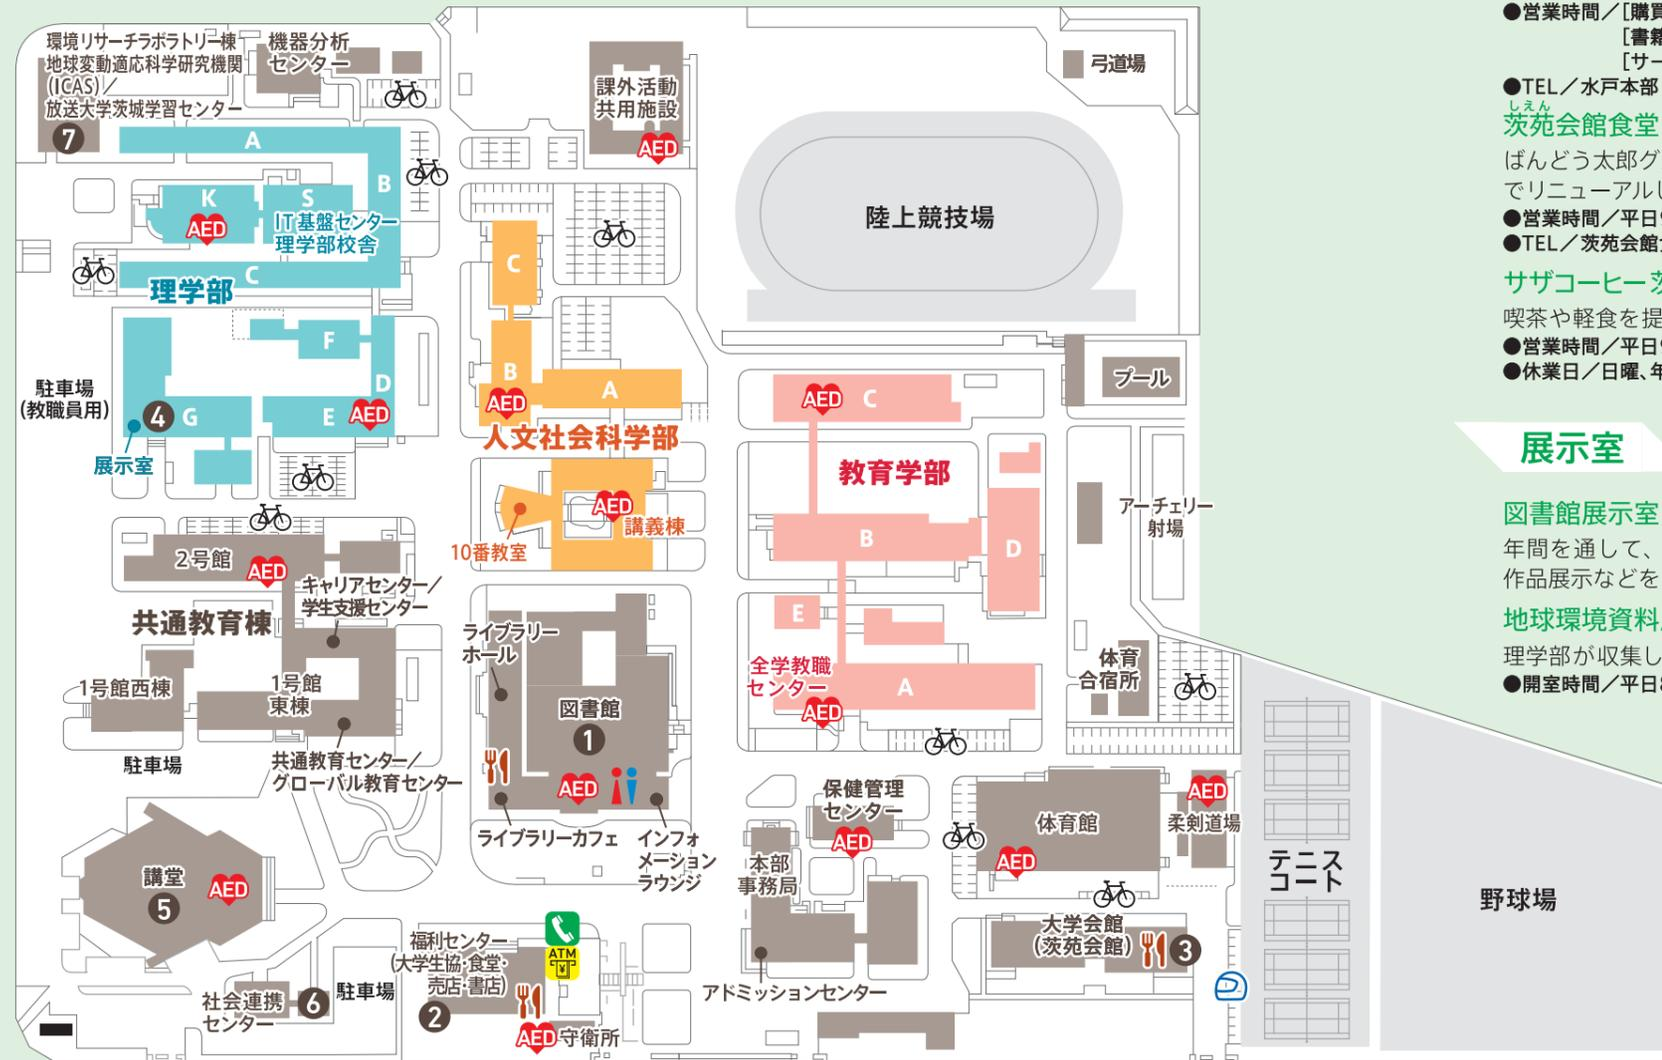 環境リサーチラボラトリー棟
地球変動適応科学研究機関
(ICAS)/
放送大学茨城学習センター
7
機器分析
センター
A
B
K
AED
S
IT基盤センター
理学部校舎
C
理学部
F
D
駐車場
(教職員用)
4
G
E
AED
展示室
課外活動
共用施設
AED
弓道場
陸上競技場
C
B
AED
A
人文社会科学部
AED
講義棟
10番教室
プール
AED
C
教育学部
B
D
E
全学教職
センター
A
AED
アーチェリー
射場
体育
合宿所
2号館
AED
キャリアセンター/
学生支援センター
共通教育棟
1号館西棟
1号館
東棟
駐車場
共通教育センター/
グローバル教育センター
ライブラリー
ホール
図書館
1
AED
ライブラリーカフェ
インフォ
メーション
ラウンジ
講堂
5
AED
社会連携
センター
6
駐車場
福利センター
(大学生協・食堂・
売店・書店)
2
ATM
¥
AED
守衛所
保健管理
センター
AED
本部
事務局
アドミッションセンター
体育館
AED
AED
柔剣道場
大学会館
(茨苑会館)
3
テニス
コート
野球場
●営業時間/[購買
[書籍
[サー
●TEL/水戸本部
しえん
茨苑会館食堂
ばんどう太郎グ
でリニューアルし
●営業時間/平日
●TEL/茨苑会館
サザコーヒー茨
喫茶や軽食を提
●営業時間/平日
●休業日/日曜、年
展示室
図書館展示室
年間を通して、
作品展示などを
地球環境資料
理学部が収集し
●開室時間/平日